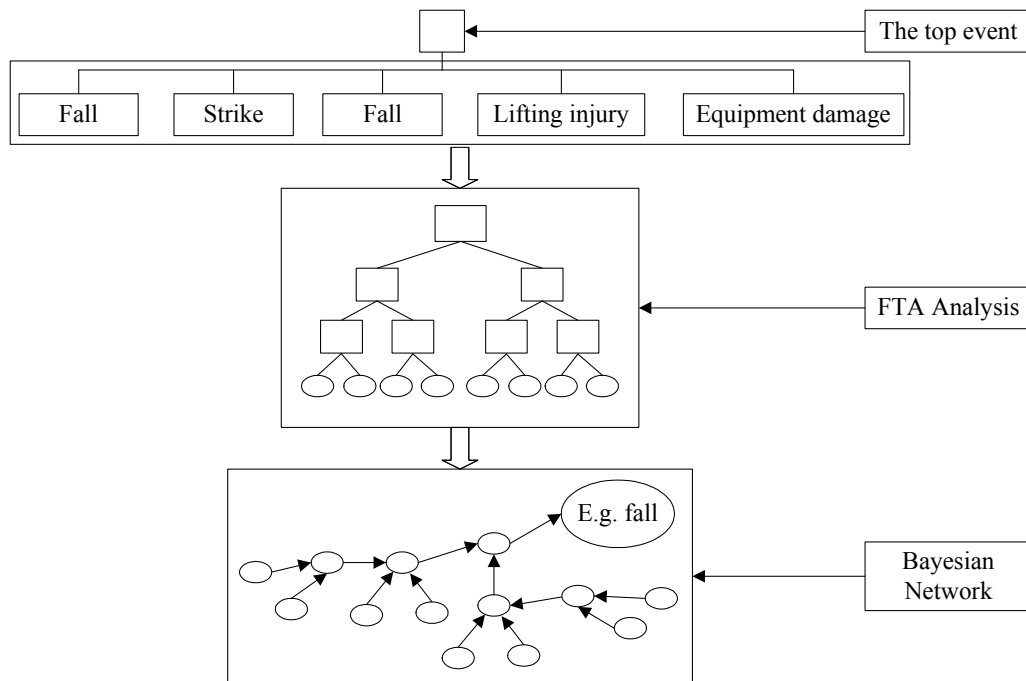 The top event
Fall
Strike
Fall
Lifting injury
Equipment damage
FTA Analysis
E.g. fall
Bayesian
Network